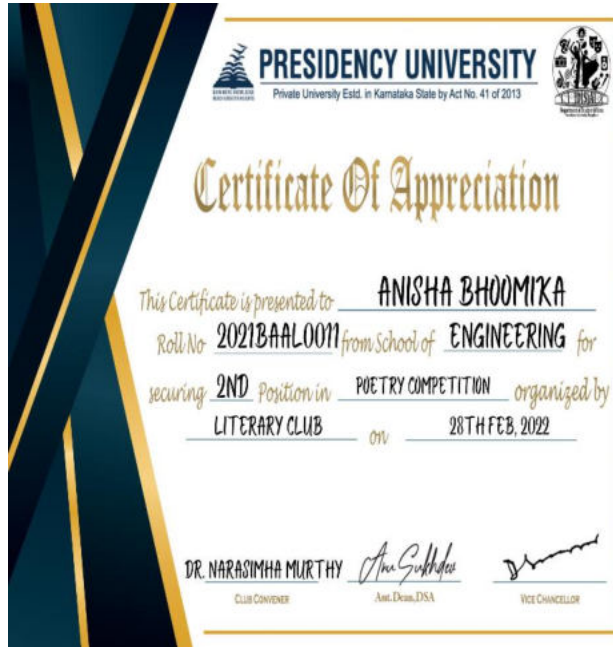 PRESIDENCY UNIVERSITY
Private University Estd. in Karnataka State by Act No. 41 of 2013
Certificate Of Appreciation
This Certificate is presented to ANISHA BHOOMIKA
Roll No 2021BAAL0011 from School of ENGINEERING for
securing 2ND Position in POETRY COMPETITION organized by
LITERARY CLUB on 28TH FEB, 2022
DR. NARASIMHA MURTHY Anu Sukhdev
CLUB CONVENER Asst. Dean, DSA VICE CHANCELLOR